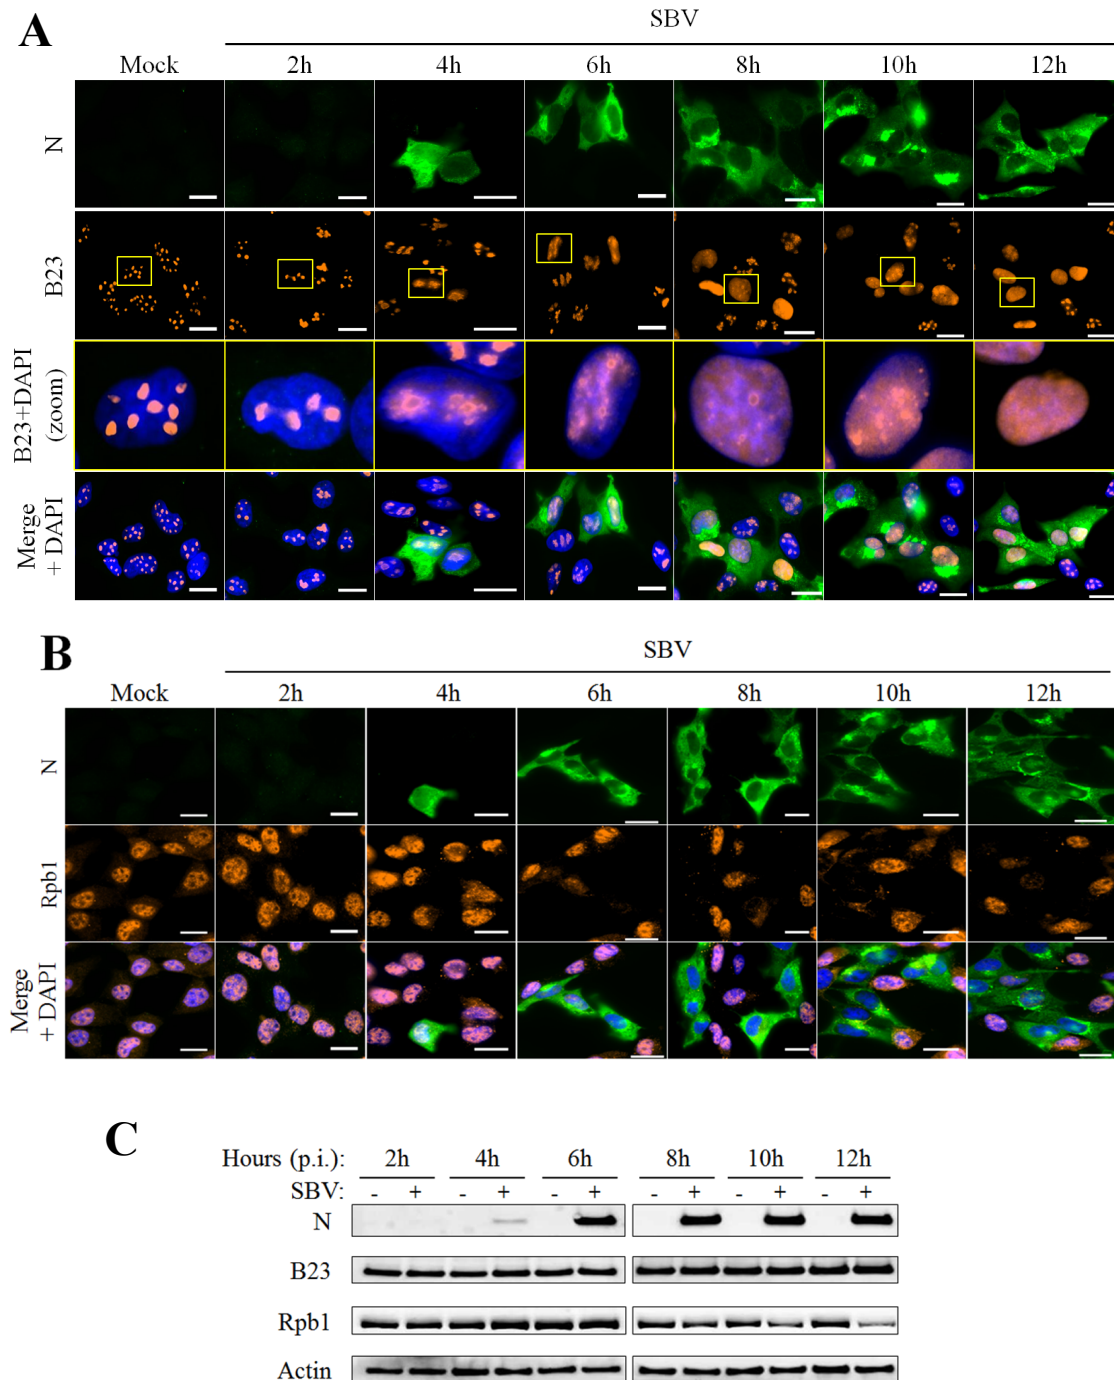 A
SBV
Mock 2h 4h 6h 8h 10h 12h
N
B23
B23+DAPI
(zoom)
Merge
+ DAPI
B
SBV
Mock 2h 4h 6h 8h 10h 12h
N
Rpb1
Merge
+ DAPI
C
Hours (p.i.): 2h 4h 6h 8h 10h 12h
SBV: - + - + - + - + - + - +
N
B23
Rpb1
Actin